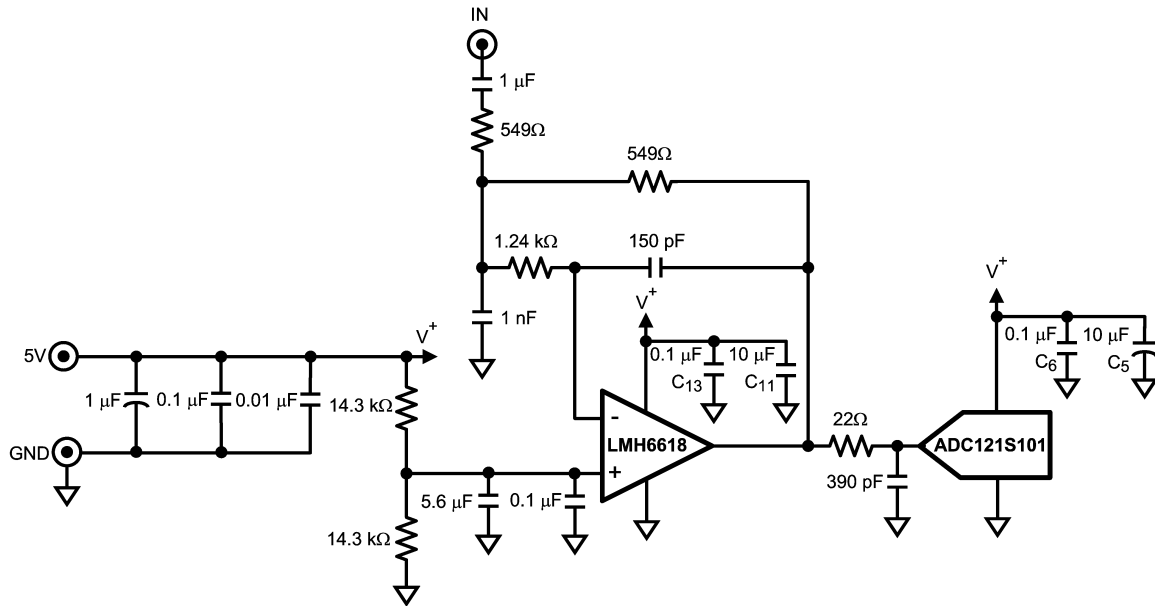 IN
1 µF
549Ω
549Ω
1.24 kΩ
150 pF
V+
1 nF
V+
V+
5V
0.1 µF
10 µF
C13
C11
0.1 µF
10 µF
C6
C5
1 µF
0.1 µF
0.01 µF
14.3 kΩ
-
LMH6618
+
22Ω
ADC121S101
GND
5.6 µF
0.1 µF
390 pF
14.3 kΩ